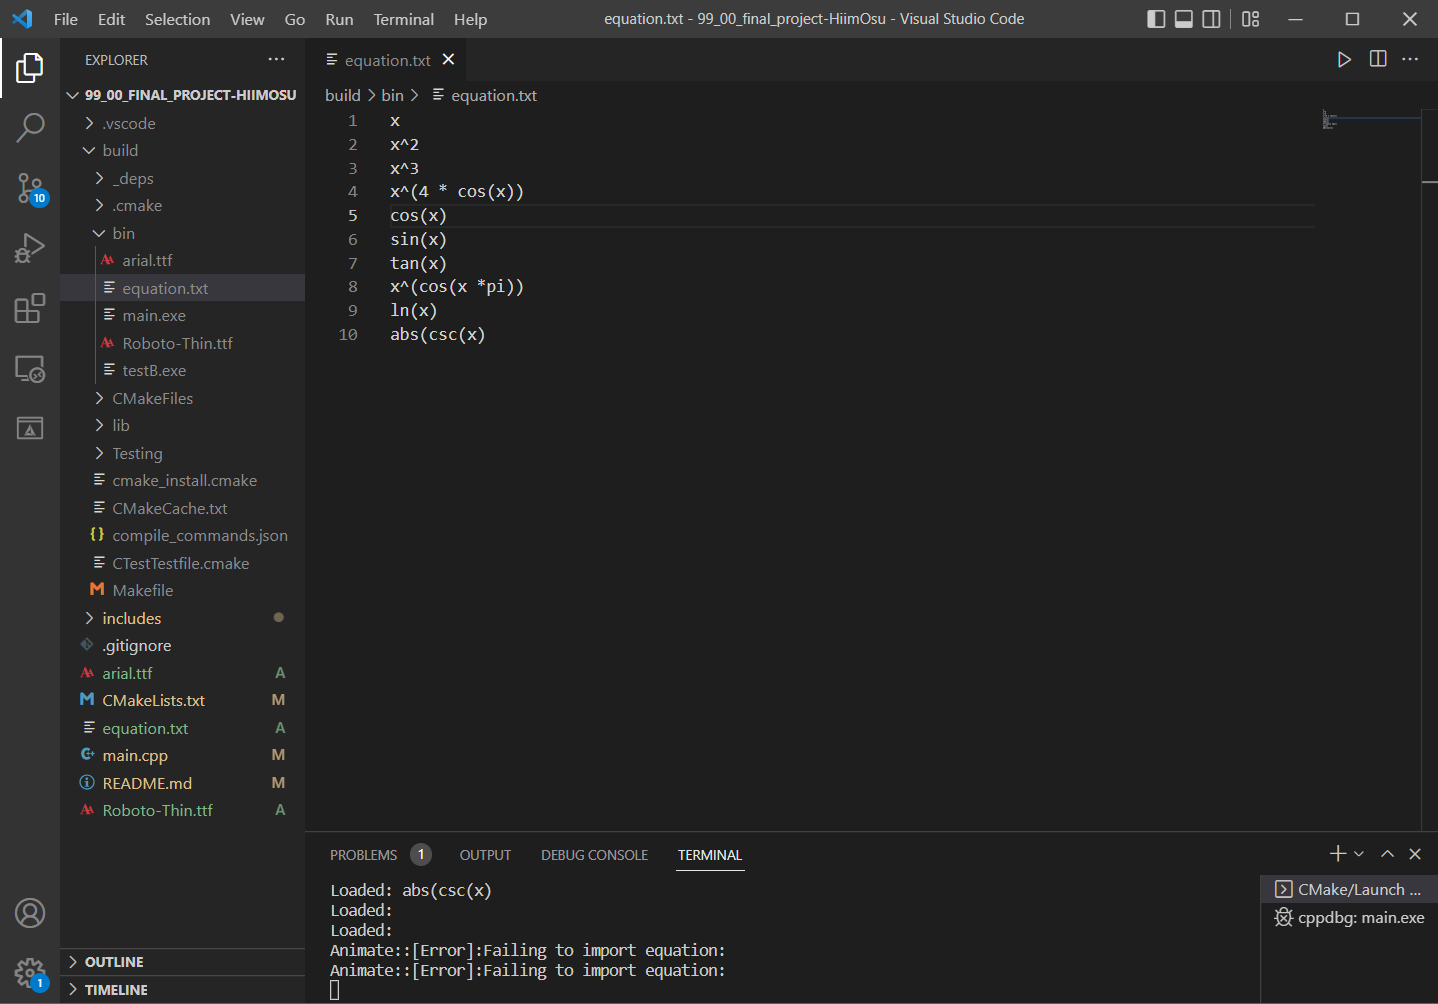 File Edit Selection View Go Run Terminal Help equation.txt - 99_00_final_project-HiimOsu - Visual Studio Code
EXPLORER
99_00_FINAL_PROJECT-HIIMOSU
.vscode
build
_deps
.cmake
bin
arial.ttf
equation.txt
main.exe
Roboto-Thin.ttf
testB.exe
CMakeFiles
lib
Testing
cmake_install.cmake
CMakeCache.txt
compile_commands.json
CTestTestfile.cmake
Makefile
includes
.gitignore
arial.ttf A
CMakeLists.txt M
equation.txt A
main.cpp M
README.md M
Roboto-Thin.ttf A
OUTLINE
TIMELINE
10
1
equation.txt
build > bin > equation.txt
1 x
2 x^2
3 x^3
4 x^(4 * cos(x))
5 cos(x)
6 sin(x)
7 tan(x)
8 x^(cos(x *pi))
9 ln(x)
10 abs(csc(x)
PROBLEMS 1 OUTPUT DEBUG CONSOLE TERMINAL
Loaded: abs(csc(x)
Loaded:
Loaded:
Animate::[Error]:Failing to import equation:
Animate::[Error]:Failing to import equation:
CMake/Launch ...
cppdbg: main.exe